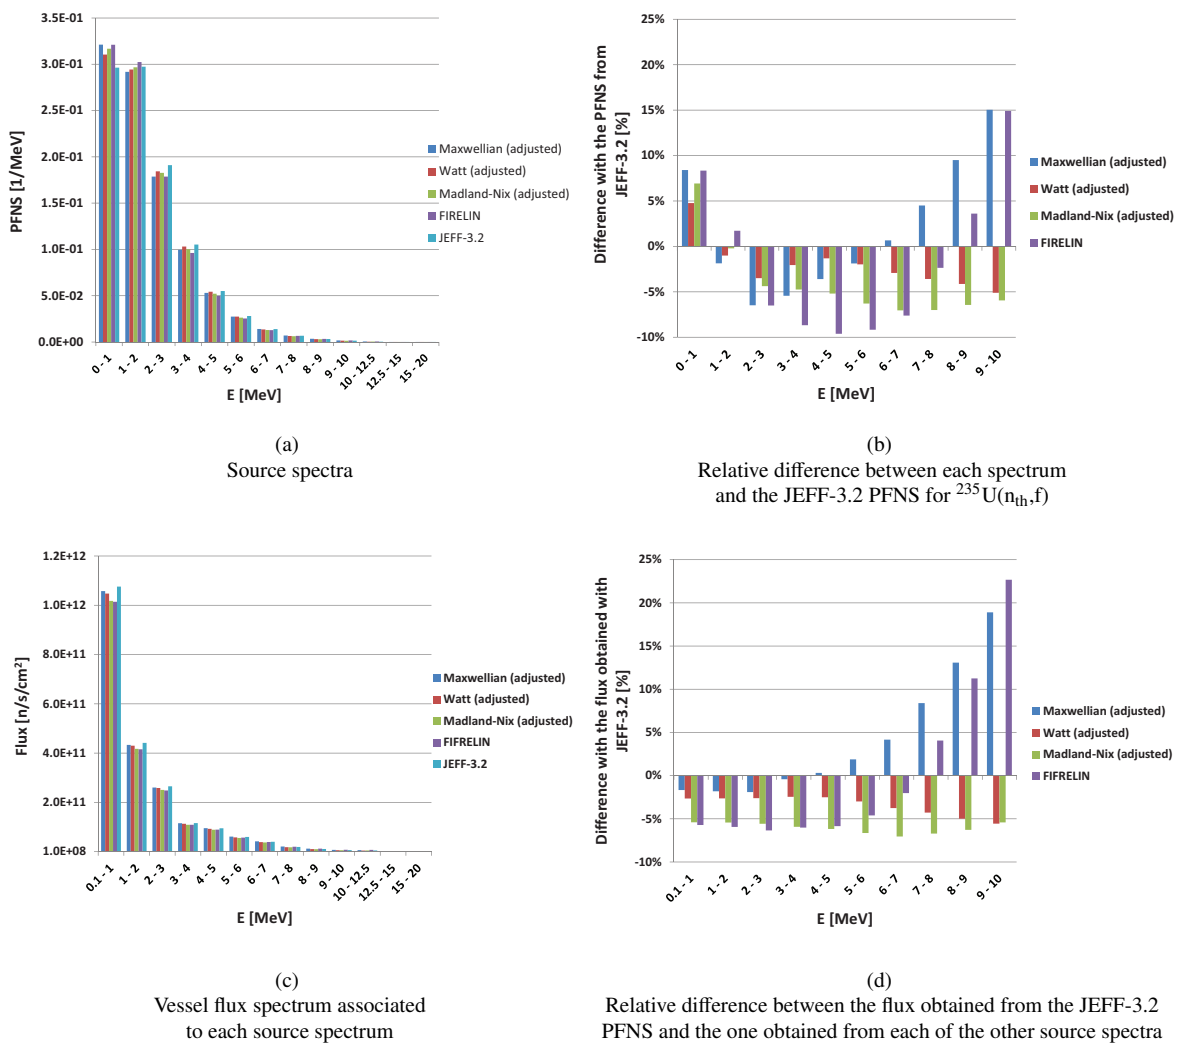 3.5E-01
3.0E-01
2.5E-01
2.0E-01
1.5E-01
1.0E-01
5.0E-02
0.0E+00
PFNS [1/MeV]
0 - 1
1 - 2
2 - 3
3 - 4
4 - 5
5 - 6
6 - 7
7 - 8
8 - 9
9 - 10
10 - 12.5
12.5 - 15
15 - 20
E [MeV]
Maxwellian (adjusted)
Watt (adjusted)
Madland-Nix (adjusted)
FIRELIN
JEFF-3.2
(a)
Source spectra
25%
20%
15%
10%
5%
0%
-5%
-10%
Difference with the PFNS from
JEFF-3.2 [%]
0 - 1
1 - 2
2 - 3
3 - 4
4 - 5
5 - 6
6 - 7
7 - 8
8 - 9
9 - 10
E [MeV]
Maxwellian (adjusted)
Watt (adjusted)
Madland-Nix (adjusted)
FIRELIN
(b)
Relative difference between each spectrum
and the JEFF-3.2 PFNS for ²³⁵U(nth,f)
1.2E+12
1.0E+12
8.0E+11
6.0E+11
4.0E+11
2.0E+11
1.0E+08
Flux [n/s/cm²]
0.1 - 1
1 - 2
2 - 3
3 - 4
4 - 5
5 - 6
6 - 7
7 - 8
8 - 9
9 - 10
10 - 12.5
12.5 - 15
15 - 20
E [MeV]
Maxwellian (adjusted)
Watt (adjusted)
Madland-Nix (adjusted)
FIFRELIN
JEFF-3.2
(c)
Vessel flux spectrum associated
to each source spectrum
25%
20%
15%
10%
5%
0%
-5%
-10%
Difference with the flux obtained with
JEFF-3.2 [%]
0.1 - 1
1 - 2
2 - 3
3 - 4
4 - 5
5 - 6
6 - 7
7 - 8
8 - 9
9 - 10
E [MeV]
Maxwellian (adjusted)
Watt (adjusted)
Madland-Nix (adjusted)
FIFRELIN
(d)
Relative difference between the flux obtained from the JEFF-3.2
PFNS and the one obtained from each of the other source spectra